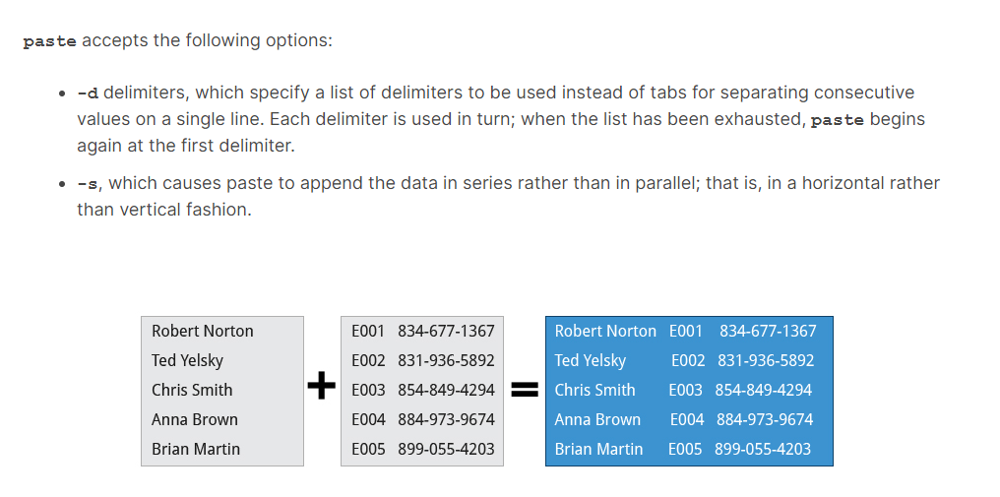 paste accepts the following options:
• -d delimiters, which specify a list of delimiters to be used instead of tabs for separating consecutive
values on a single line. Each delimiter is used in turn; when the list has been exhausted, paste begins
again at the first delimiter.
• -s, which causes paste to append the data in series rather than in parallel; that is, in a horizontal rather
than vertical fashion.
Robert Norton
Ted Yelsky
Chris Smith
Anna Brown
Brian Martin
+
E001 834-677-1367
E002 831-936-5892
E003 854-849-4294
E004 884-973-9674
E005 899-055-4203
=
Robert Norton E001 834-677-1367
Ted Yelsky E002 831-936-5892
Chris Smith E003 854-849-4294
Anna Brown E004 884-973-9674
Brian Martin E005 899-055-4203